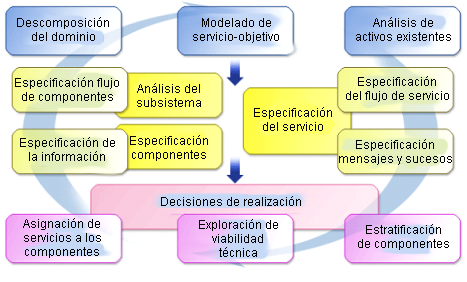 Descomposición
del dominio
Modelado de
servicio-objetivo
Análisis de
activos existentes
Especificación flujo
de componentes
Análisis del
subsistema
Especificación
del servicio
Especificación
del flujo de servicio
Especificación de
la información
Especificación
componentes
Especificación
mensajes y sucesos
Decisiones de realización
Asignación de
servicios a los
componentes
Exploración de
viabilidad
técnica
Estratificación
de componentes